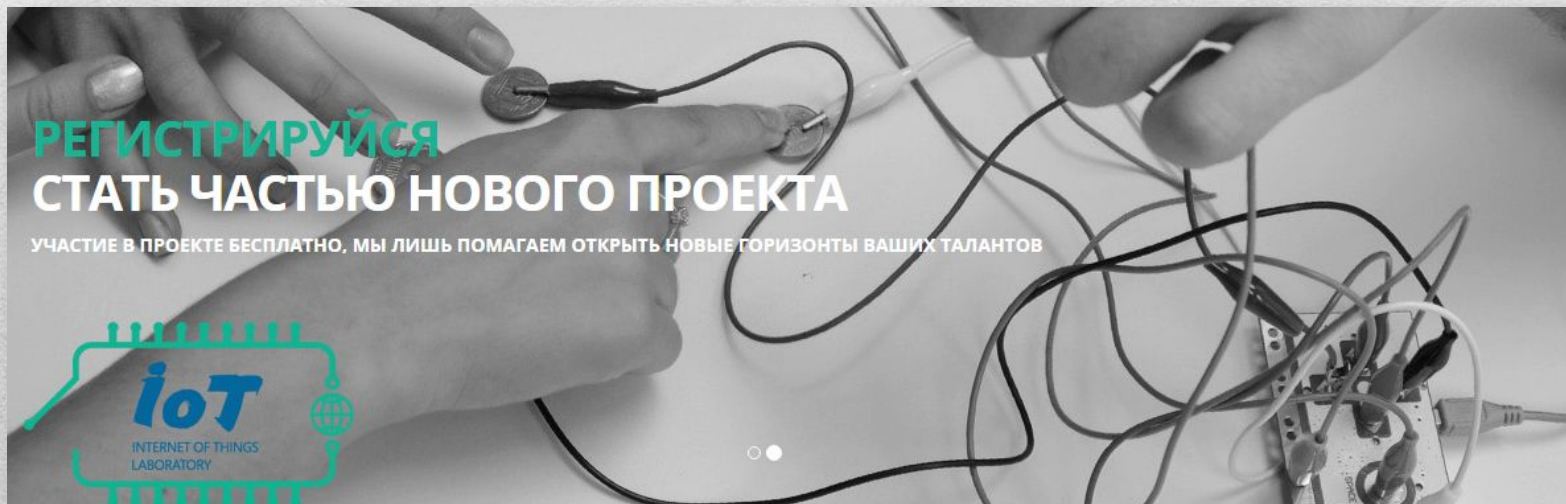 РЕГИСТРИРУЙСЯ
СТАТЬ ЧАСТЬЮ НОВОГО ПРОЕКТА
УЧАСТИЕ В ПРОЕКТЕ БЕСПЛАТНО, МЫ ЛИШЬ ПОМАГАЕМ ОТКРЫТЬ НОВЫЕ ГОРИЗОНТЫ ВАШИХ ТАЛАНТОВ
IoT
INTERNET OF THINGS
LABORATORY